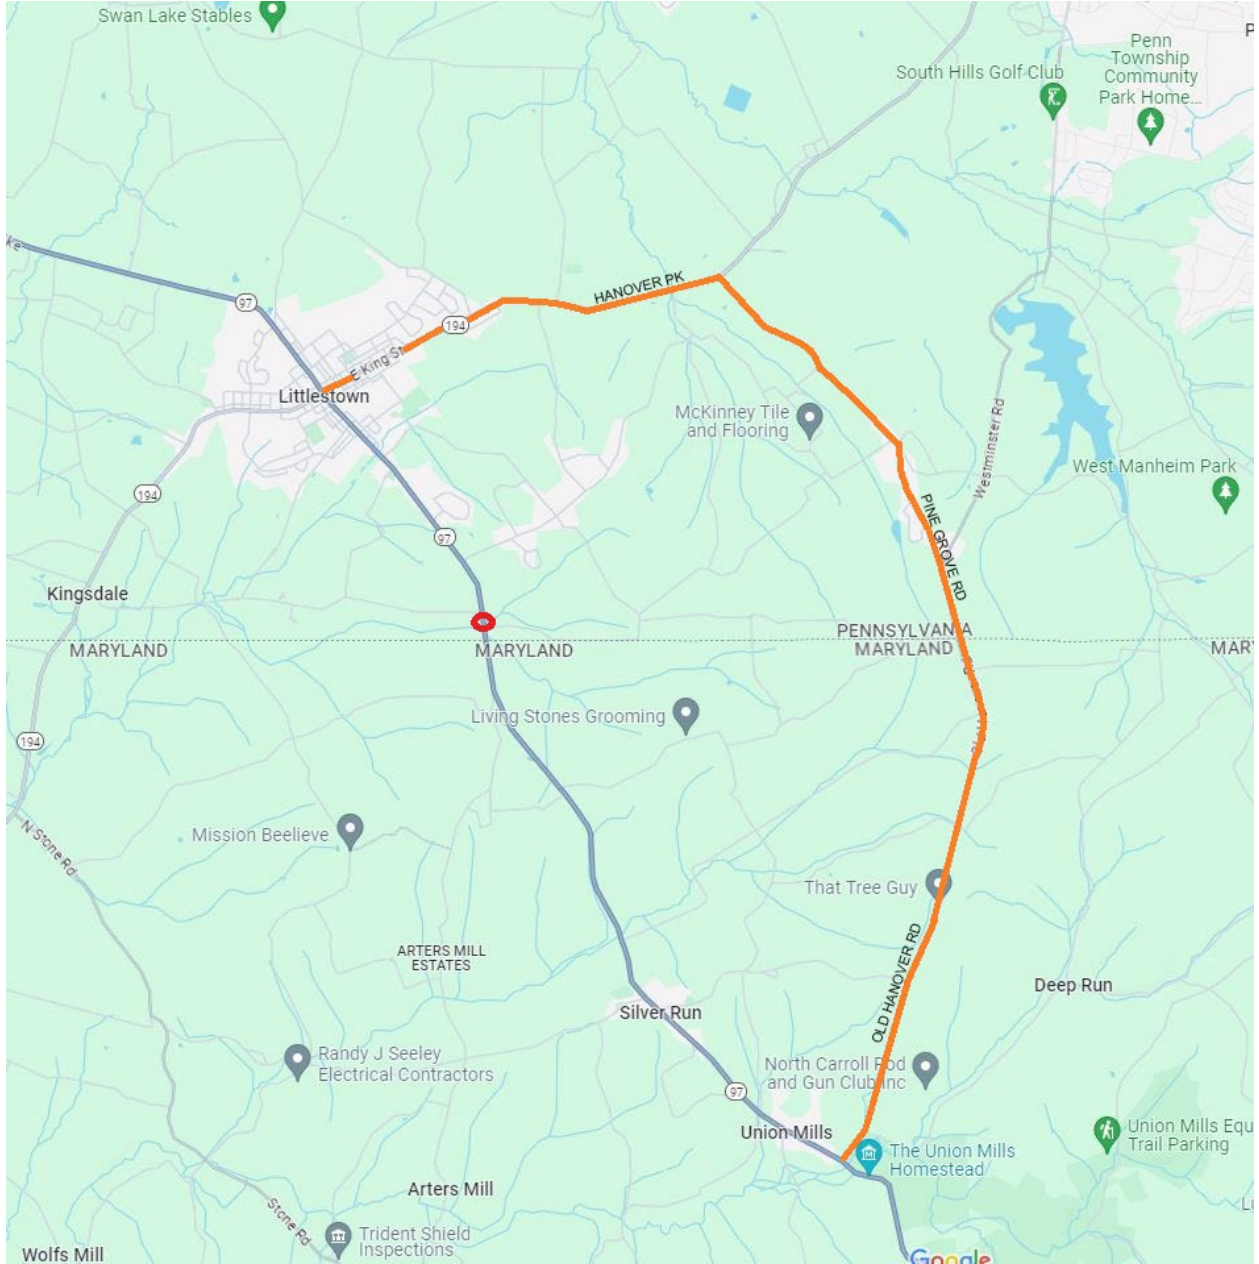 Swan Lake Stables
South Hills Golf Club
Penn
Township
Community
Park Home...
P
ke
97
HANOVER PK
194
E King St
Littlestown
McKinney Tile
and Flooring
Westminster Rd
West Manheim Park
194
97
PINE GROVE RD
Kingsdale
PENNSYLVANIA
MARYLAND
MARYLAND
MARYLAND
MARY
Living Stones Grooming
194
N Stone Rd
Mission Beelieve
That Tree Guy
ARTERS MILL
ESTATES
OLD HANOVER RD
Deep Run
Silver Run
Randy J Seeley
Electrical Contractors
North Carroll Rod
and Gun Club Inc
97
Union Mills
Union Mills Equ
Trail Parking
The Union Mills
Homestead
Arters Mill
Stone Rd
Lu
Trident Shield
Inspections
Wolfs Mill
Google